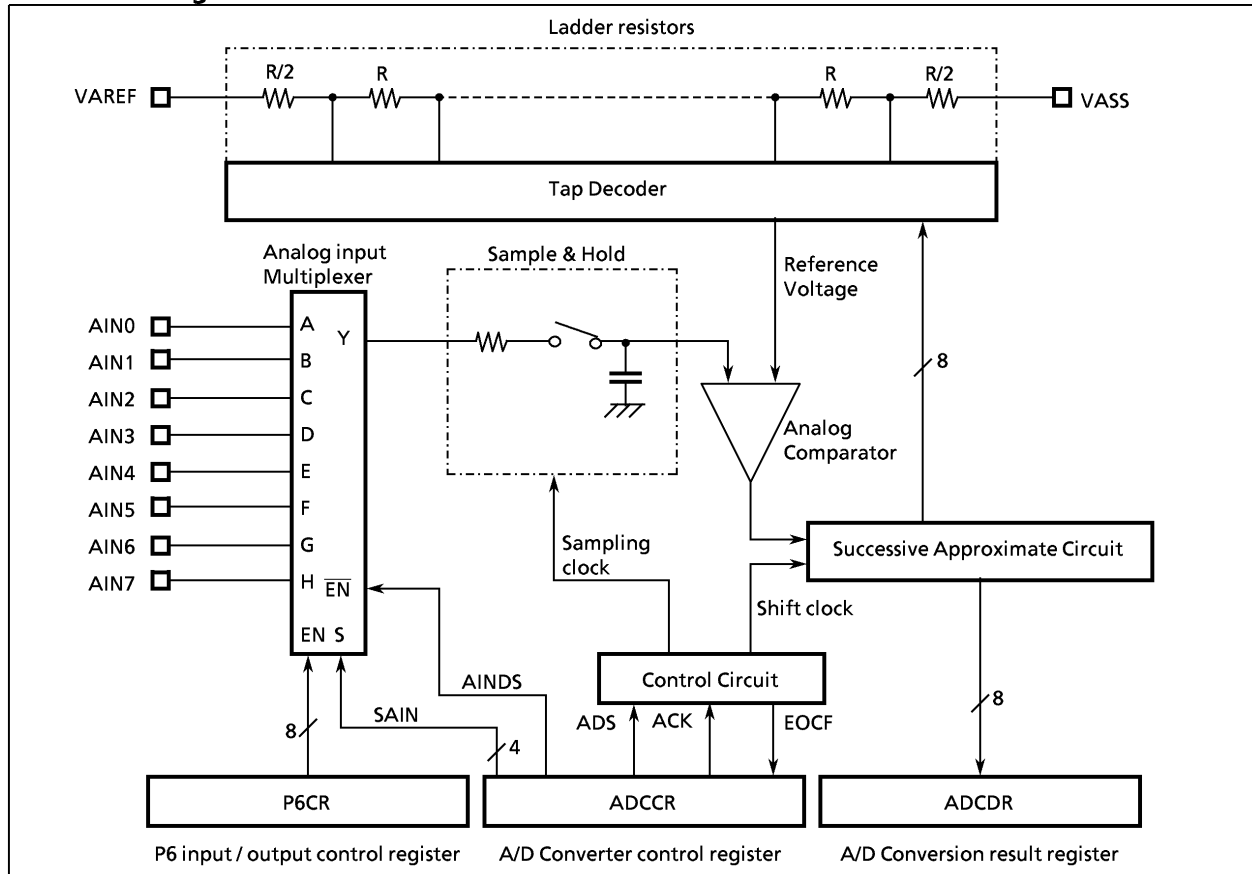 Ladder resistors
R/2
R
R
R/2
VAREF
VASS
Tap Decoder
Analog input
Multiplexer
Sample & Hold
Reference
Voltage
AIN0
AIN1
AIN2
AIN3
AIN4
AIN5
AIN6
AIN7
A
B
C
D
E
F
G
H
Y
EN
EN S
8
Analog
Comparator
Sampling
clock
Successive Approximate Circuit
Shift clock
Control Circuit
AINDS
SAIN
ADS
ACK
EOCF
8
4
8
P6CR
ADCCR
ADCDR
P6 input / output control register
A/D Converter control register
A/D Conversion result register